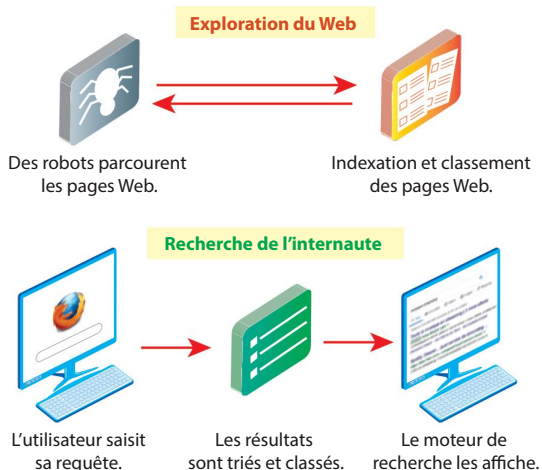 Exploration du Web
Des robots parcourent
les pages Web.
Indexation et classement
des pages Web.
Recherche de l'internaute
L'utilisateur saisit
sa requête.
Les résultats
sont triés et classés.
Le moteur de
recherche les affiche.